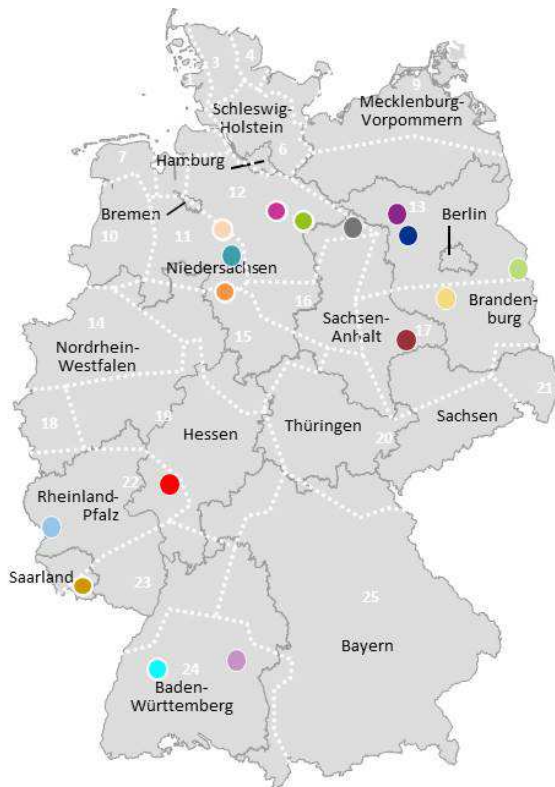 3
4
9
Mecklenburg-
Vorpommern
Schleswig-
Holstein
6
7
Hamburg
12
13
Bremen
Berlin
10
11
Niedersachsen
16
Branden-
burg
14
15
Sachsen-
Anhalt
17
Nordrhein-
Westfalen
21
18
19
Hessen
Thüringen
20
Sachsen
22
Rheinland-
Pfalz
Saarland
23
25
Bayern
24
Baden-
Württemberg